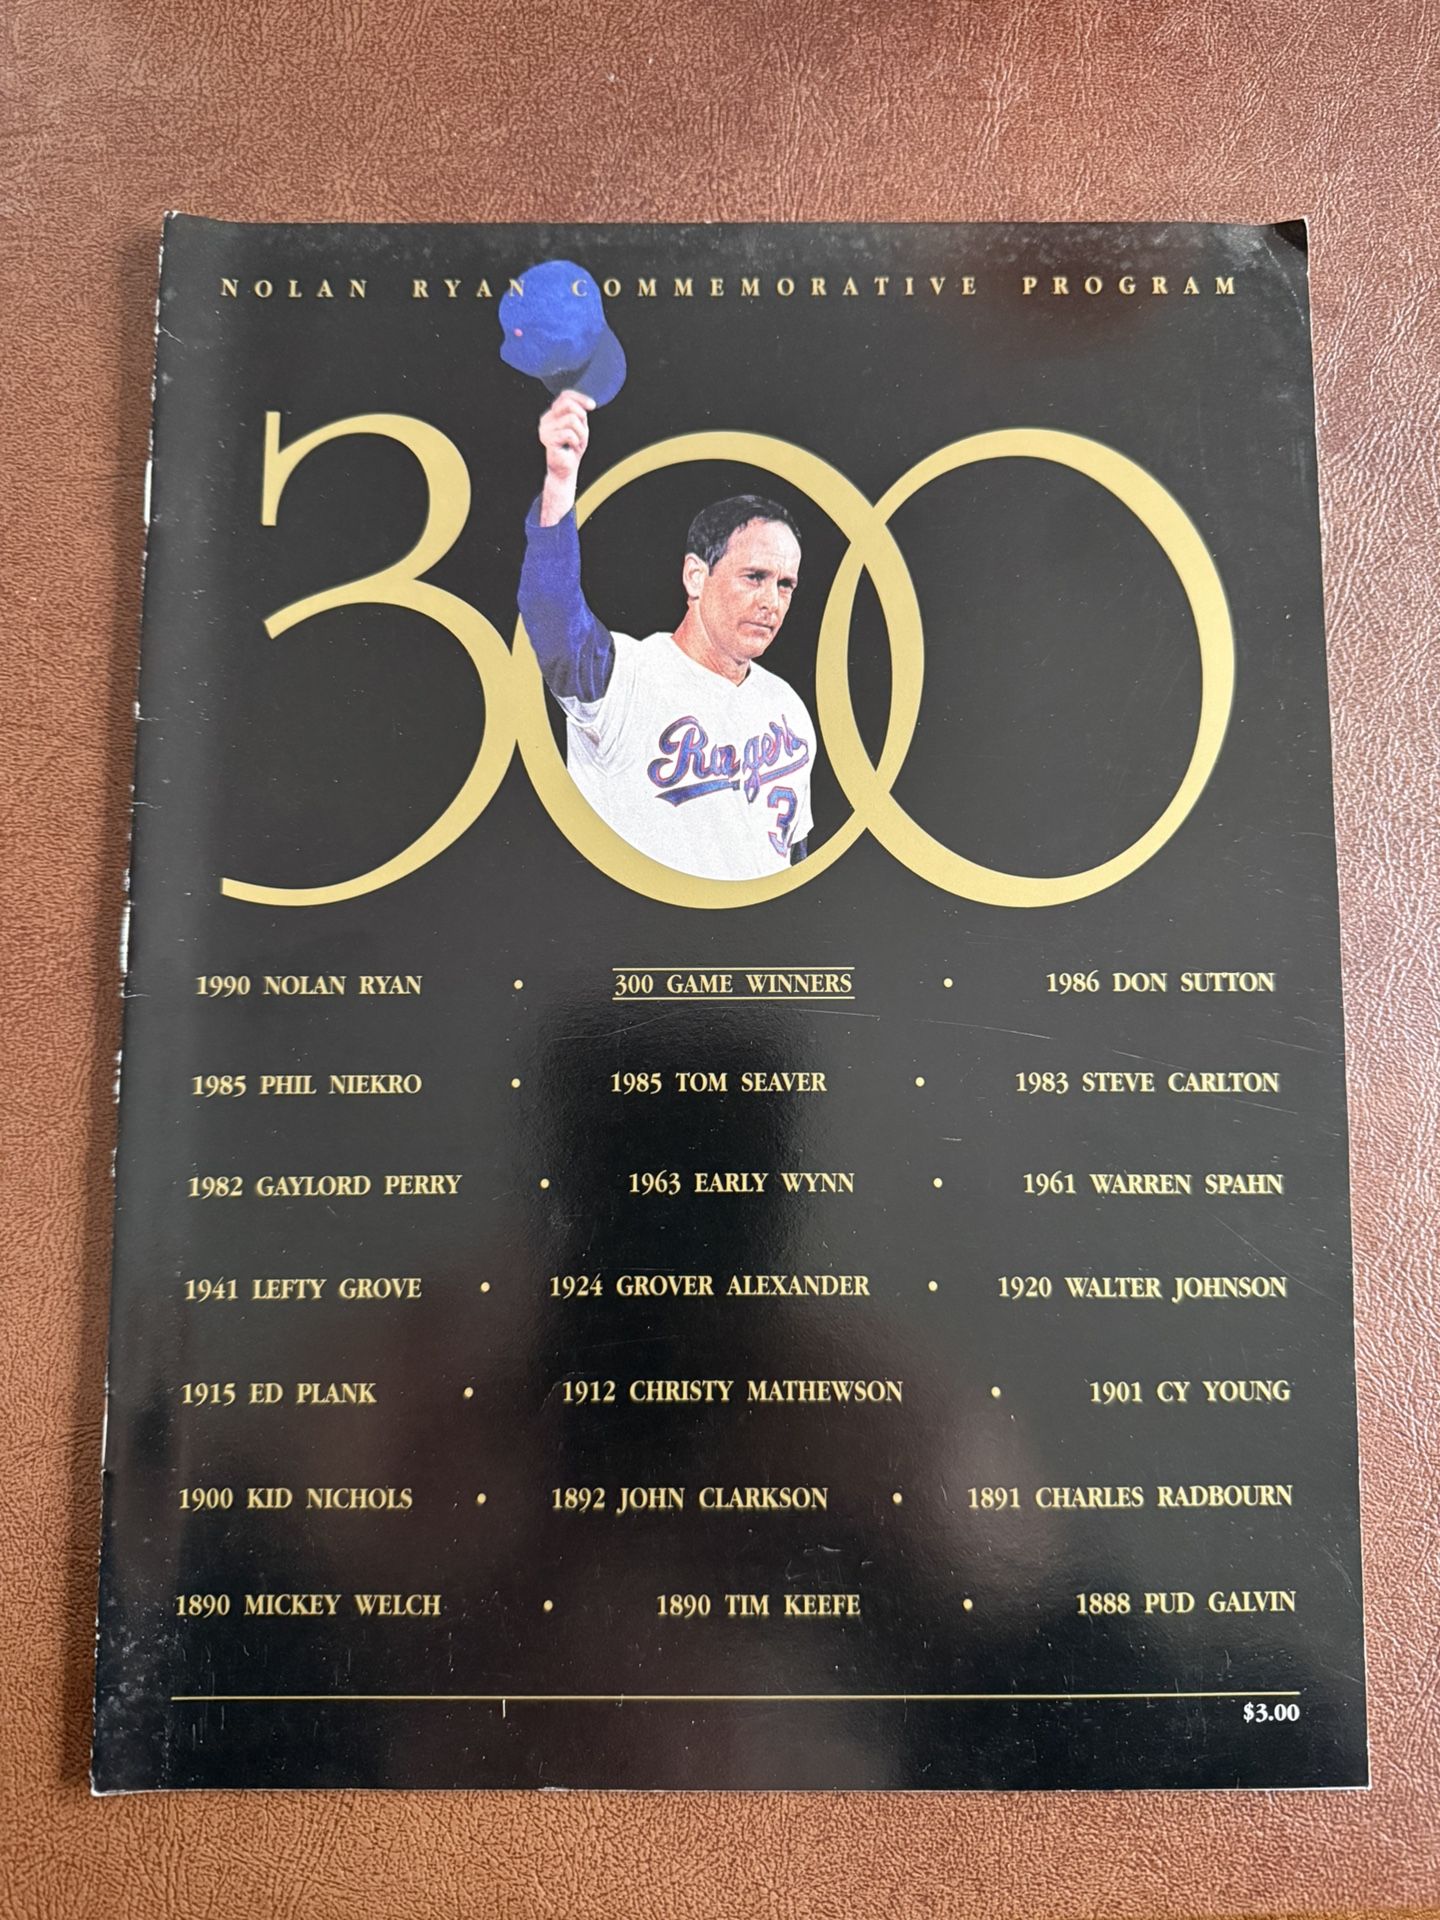 NOLAN RYAN COMMEMORATIVE PROGRAM
300
Rangers
3
1990 NOLAN RYAN • 300 GAME WINNERS • 1986 DON SUTTON
1985 PHIL NIEKRO • 1985 TOM SEAVER • 1983 STEVE CARLTON
1982 GAYLORD PERRY • 1963 EARLY WYNN • 1961 WARREN SPAHN
1941 LEFTY GROVE • 1924 GROVER ALEXANDER • 1920 WALTER JOHNSON
1915 ED PLANK • 1912 CHRISTY MATHEWSON • 1901 CY YOUNG
1900 KID NICHOLS • 1892 JOHN CLARKSON • 1891 CHARLES RADBOURN
1890 MICKEY WELCH • 1890 TIM KEEFE • 1888 PUD GALVIN
$3.00